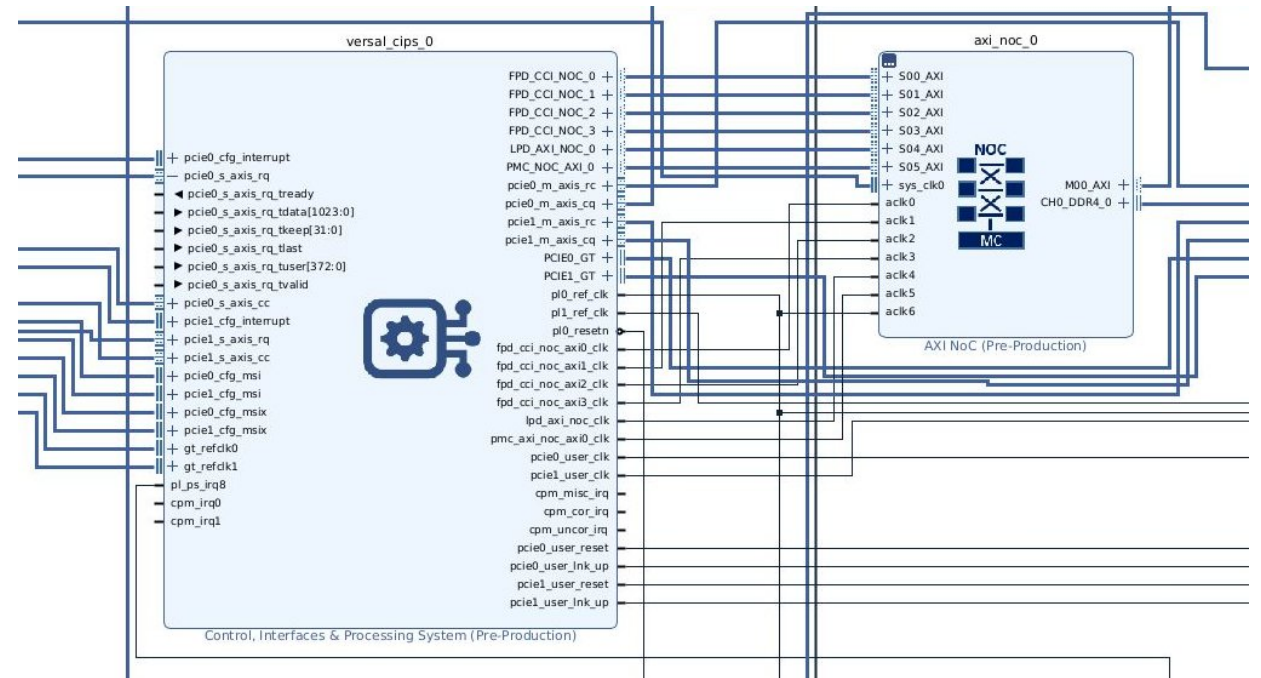 versal_cips_0
pcie0_cfg_interrupt
pcie0_s_axis_rq
pcie0_s_axis_rq_tready
pcie0_s_axis_rq_tdata[1023:0]
pcie0_s_axis_rq_tkeep[31:0]
pcie0_s_axis_rq_tlast
pcie0_s_axis_rq_tuser[372:0]
pcie0_s_axis_rq_tvalid
pcie0_s_axis_cc
pcie1_cfg_interrupt
pcie1_s_axis_rq
pcie1_s_axis_cc
pcie0_cfg_msi
pcie1_cfg_msi
pcie0_cfg_msix
pcie1_cfg_msix
gt_refclk0
gt_refclk1
pl_ps_irq8
cpm_irq0
cpm_irq1
FPD_CCI_NOC_0
FPD_CCI_NOC_1
FPD_CCI_NOC_2
FPD_CCI_NOC_3
LPD_AXI_NOC_0
PMC_NOC_AXI_0
pcie0_m_axis_rc
pcie0_m_axis_cq
pcie1_m_axis_rc
pcie1_m_axis_cq
PCIE0_GT
PCIE1_GT
pl0_ref_clk
pl1_ref_clk
pl0_resetn
fpd_cci_noc_axi0_clk
fpd_cci_noc_axi1_clk
fpd_cci_noc_axi2_clk
fpd_cci_noc_axi3_clk
lpd_axi_noc_clk
pmc_axi_noc_axi0_clk
pcie0_user_clk
pcie1_user_clk
cpm_misc_irq
cpm_cor_irq
cpm_uncor_irq
pcie0_user_reset
pcie0_user_lnk_up
pcie1_user_reset
pcie1_user_lnk_up
Control, Interfaces & Processing System (Pre-Production)
axi_noc_0
S00_AXI
S01_AXI
S02_AXI
S03_AXI
S04_AXI
S05_AXI
sys_clk0
aclk0
aclk1
aclk2
aclk3
aclk4
aclk5
aclk6
NOC
MC
M00_AXI
CH0_DDR4_0
AXI NoC (Pre-Production)